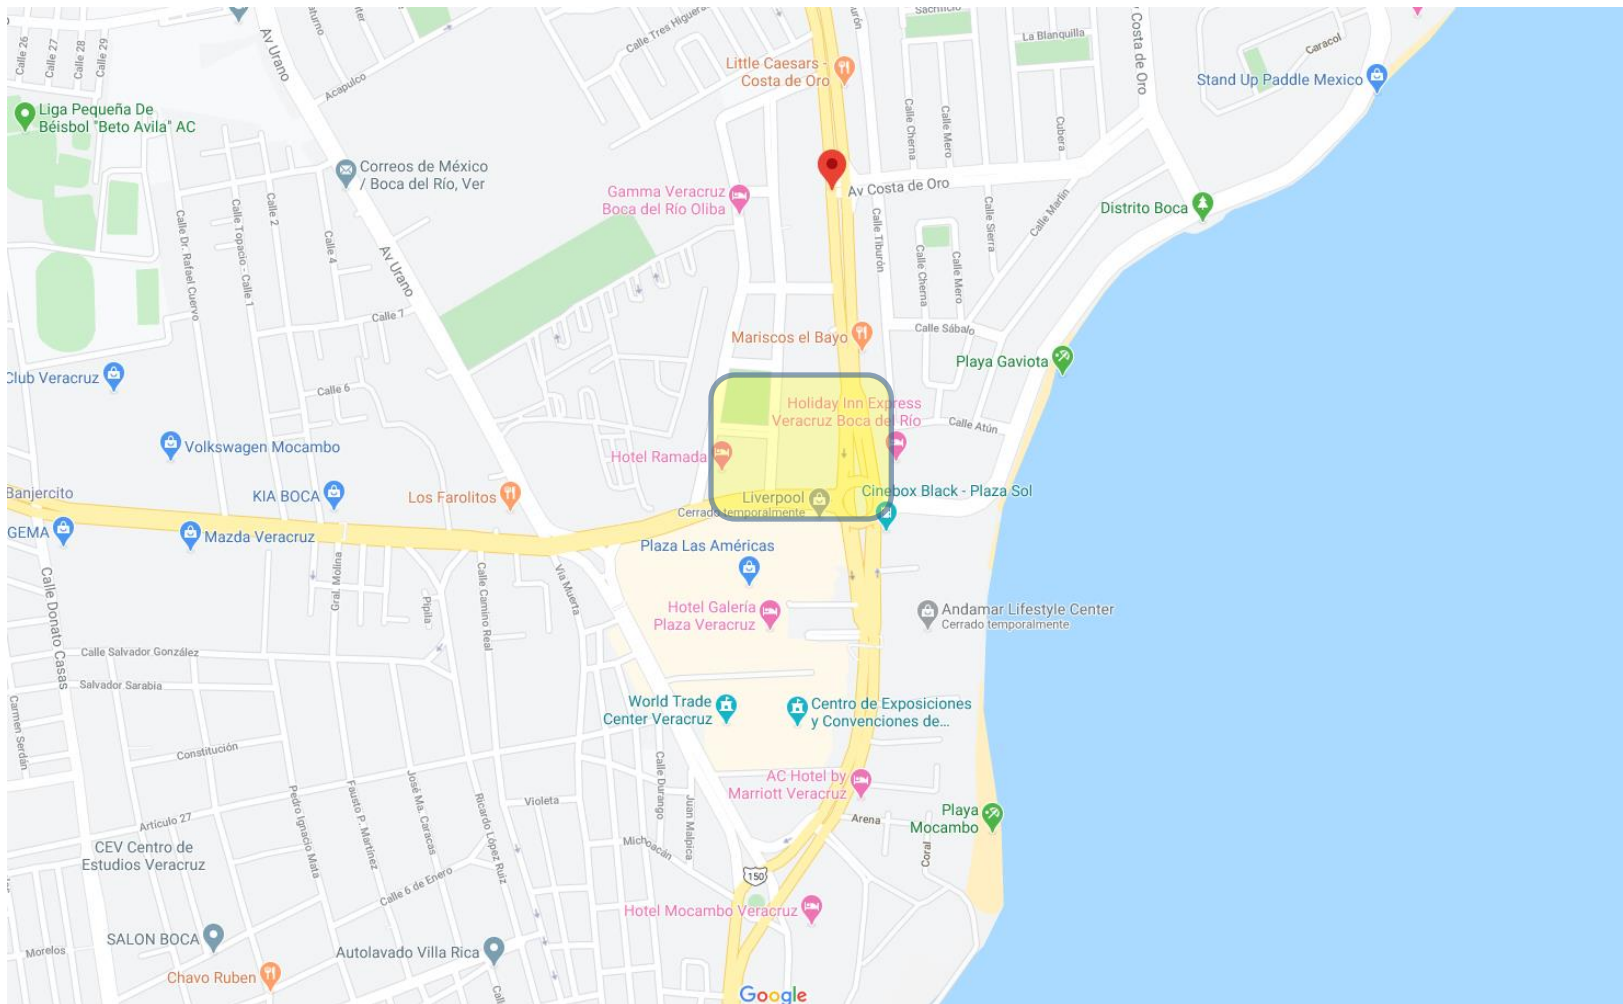 Sacrificio
La Blanquilla
Caracol
Costa de Oro
Stand Up Paddle Mexico
Calle Tres Higuera
Little Caesars -
Costa de Oro
Calle 26
Calle 27
Calle 28
Calle 29
Av Urano
Acapulco
Liga Pequeña De
Béisbol "Beto Avila" AC
Calle Cherna
Calle Mero
Cubera
Correos de México
/ Boca del Río, Ver
Gamma Veracruz
Boca del Río Oliba
Av Costa de Oro
Distrito Boca
Calle Dr. Rafael Cuervo
Calle Topacio - Calle 1
Calle 2
Calle 4
Av Urano
Calle Tiburón
Calle Sierra
Calle Marlin
Calle Cherna
Calle Mero
Calle 7
Calle Sábalo
Mariscos el Bayo
Playa Gaviota
Club Veracruz
Calle 6
Holiday Inn Express
Veracruz Boca del Río
Calle Atún
Volkswagen Mocambo
Hotel Ramada
Banjercito
KIA BOCA
Los Farolitos
Liverpool
Cerrado temporalmente
Cinebox Black - Plaza Sol
GEMA
Mazda Veracruz
Plaza Las Américas
Calle Donato Casas
Gral. Molina
Pipila
Calle Camino Real
Vía Muerta
Hotel Galería
Plaza Veracruz
Andamar Lifestyle Center
Cerrado temporalmente
Calle Salvador González
Salvador Sarabia
Carmen Serdán
World Trade
Center Veracruz
Centro de Exposiciones
y Convenciones de...
Constitución
Calle Durango
Juan Malpica
AC Hotel by
Marriott Veracruz
Pedro Ignacio Mata
Fausto P. Martínez
José Ma. Caracas
Ricardo López Ruiz
Violeta
Artículo 27
Michoacán
Arena
Coral
Playa
Mocambo
CEV Centro de
Estudios Veracruz
150
Calle 6 de Enero
Hotel Mocambo Veracruz
SALON BOCA
Morelos
Autolavado Villa Rica
Chavo Ruben
Google